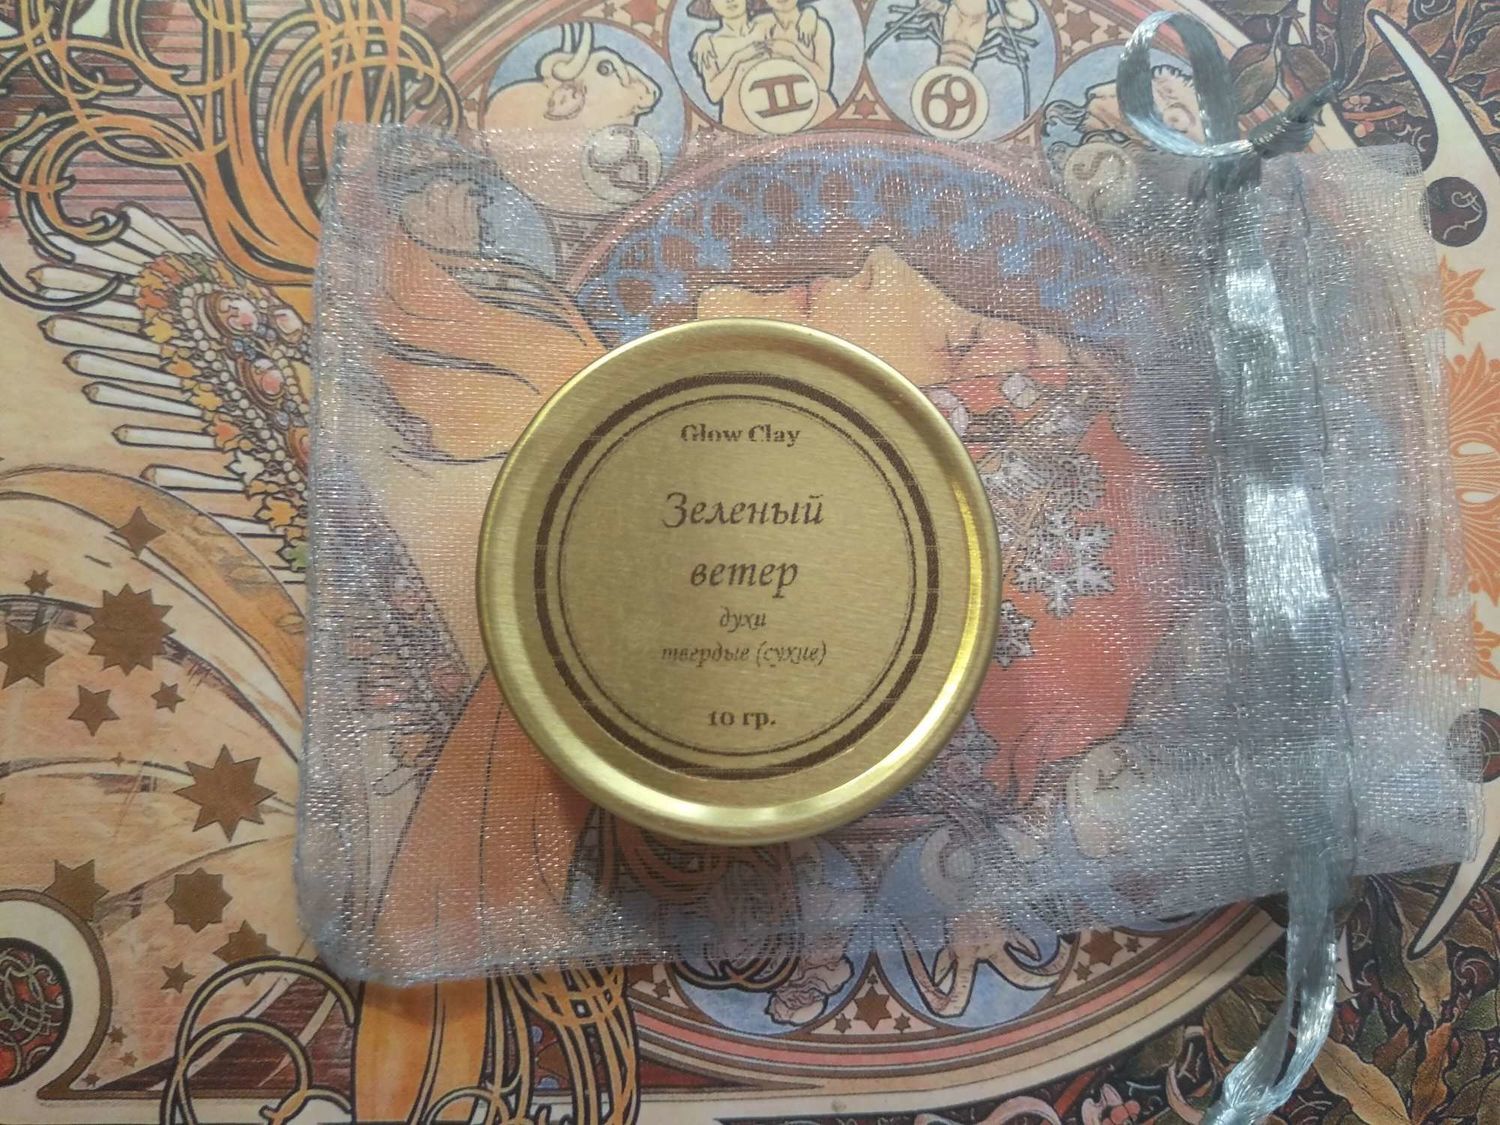 Glow Clay
Зеленый
ветер
духи
твердые (сухие)
10 гр.